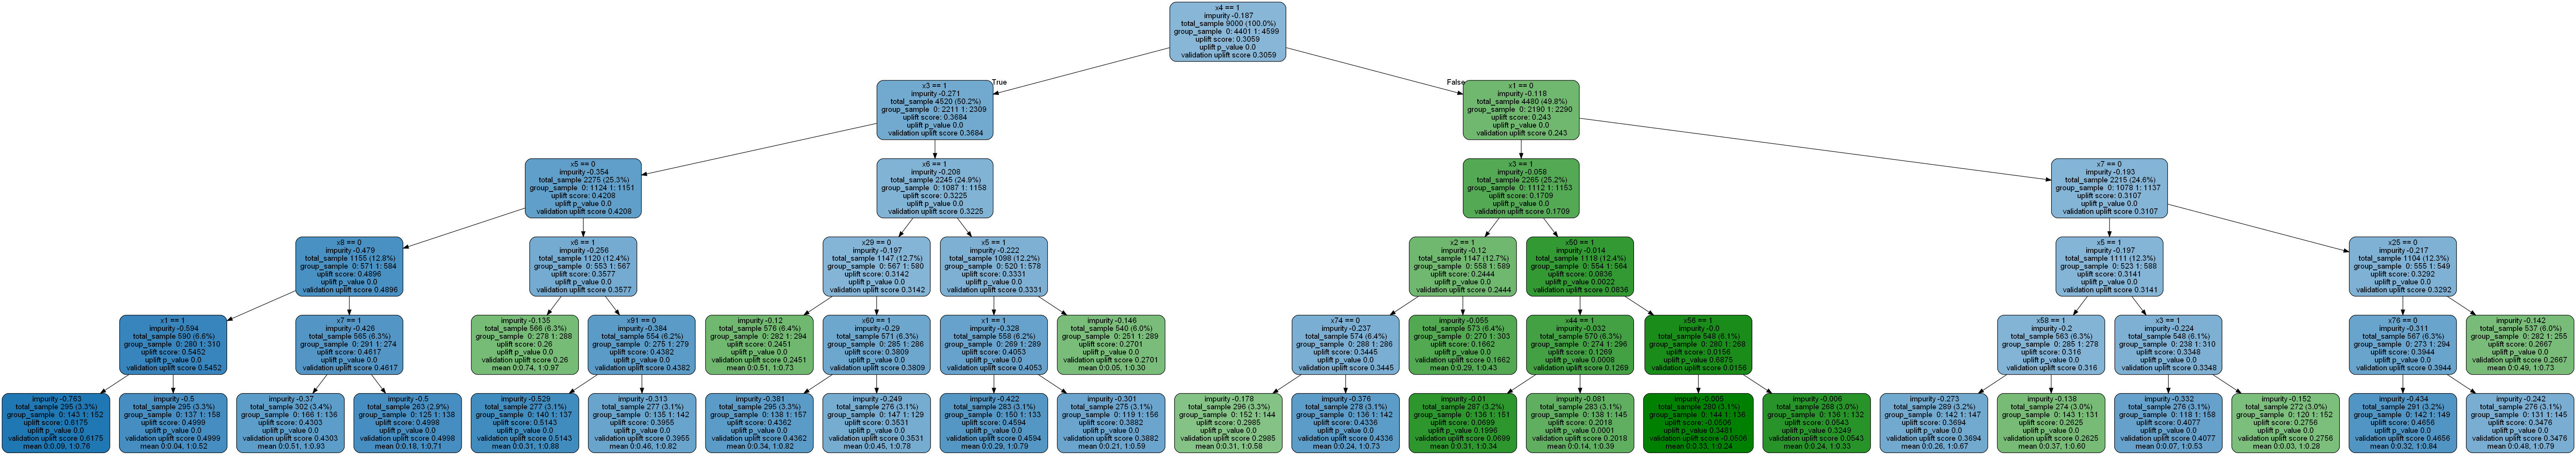 x4 == 1
impurity -0.187
total_sample 9000 (100.0%)
group_sample 0: 4401 1: 4599
uplift score: 0.3059
uplift p_value 0.0
validation uplift score 0.3059
True
False
x3 == 1
impurity -0.271
total_sample 4520 (50.2%)
group_sample 0: 2211 1: 2309
uplift score: 0.3684
uplift p_value 0.0
validation uplift score 0.3684
x1 == 0
impurity -0.118
total_sample 4480 (49.8%)
group_sample 0: 2190 1: 2290
uplift score: 0.243
uplift p_value 0.0
validation uplift score 0.243
x5 == 0
impurity -0.354
total_sample 2275 (25.3%)
group_sample 0: 1124 1: 1151
uplift score: 0.4208
uplift p_value 0.0
validation uplift score 0.4208
x6 == 1
impurity -0.208
total_sample 2245 (24.9%)
group_sample 0: 1087 1: 1158
uplift score: 0.3225
uplift p_value 0.0
validation uplift score 0.3225
x3 == 1
impurity -0.058
total_sample 2265 (25.2%)
group_sample 0: 1112 1: 1153
uplift score: 0.1709
uplift p_value 0.0
validation uplift score 0.1709
x7 == 0
impurity -0.193
total_sample 2215 (24.6%)
group_sample 0: 1078 1: 1137
uplift score: 0.3107
uplift p_value 0.0
validation uplift score 0.3107
x8 == 0
impurity -0.479
total_sample 1155 (12.8%)
group_sample 0: 571 1: 584
uplift score: 0.4896
uplift p_value 0.0
validation uplift score 0.4896
x6 == 1
impurity -0.256
total_sample 1120 (12.4%)
group_sample 0: 553 1: 567
uplift score: 0.3577
uplift p_value 0.0
validation uplift score 0.3577
x29 == 0
impurity -0.197
total_sample 1147 (12.7%)
group_sample 0: 567 1: 580
uplift score: 0.3142
uplift p_value 0.0
validation uplift score 0.3142
x5 == 1
impurity -0.222
total_sample 1098 (12.2%)
group_sample 0: 520 1: 578
uplift score: 0.3331
uplift p_value 0.0
validation uplift score 0.3331
x2 == 1
impurity -0.12
total_sample 1147 (12.7%)
group_sample 0: 558 1: 589
uplift score: 0.2444
uplift p_value 0.0
validation uplift score 0.2444
x50 == 1
impurity -0.014
total_sample 1118 (12.4%)
group_sample 0: 554 1: 564
uplift score: 0.0836
uplift p_value 0.0022
validation uplift score 0.0836
x5 == 1
impurity -0.197
total_sample 1111 (12.3%)
group_sample 0: 523 1: 588
uplift score: 0.3141
uplift p_value 0.0
validation uplift score 0.3141
x25 == 0
impurity -0.217
total_sample 1104 (12.3%)
group_sample 0: 555 1: 549
uplift score: 0.3292
uplift p_value 0.0
validation uplift score 0.3292
x1 == 1
impurity -0.594
total_sample 590 (6.6%)
group_sample 0: 280 1: 310
uplift score: 0.5452
uplift p_value 0.0
validation uplift score 0.5452
x7 == 1
impurity -0.426
total_sample 565 (6.3%)
group_sample 0: 291 1: 274
uplift score: 0.4617
uplift p_value 0.0
validation uplift score 0.4617
impurity -0.135
total_sample 566 (6.3%)
group_sample 0: 278 1: 288
uplift score: 0.26
uplift p_value 0.0
validation uplift score 0.26
mean 0:0.74, 1:0.97
x91 == 0
impurity -0.384
total_sample 554 (6.2%)
group_sample 0: 275 1: 279
uplift score: 0.4382
uplift p_value 0.0
validation uplift score 0.4382
impurity -0.12
total_sample 576 (6.4%)
group_sample 0: 282 1: 294
uplift score: 0.2451
uplift p_value 0.0
validation uplift score 0.2451
mean 0:0.51, 1:0.73
x60 == 1
impurity -0.29
total_sample 571 (6.3%)
group_sample 0: 285 1: 286
uplift score: 0.3809
uplift p_value 0.0
validation uplift score 0.3809
x1 == 1
impurity -0.328
total_sample 558 (6.2%)
group_sample 0: 269 1: 289
uplift score: 0.4053
uplift p_value 0.0
validation uplift score 0.4053
impurity -0.146
total_sample 540 (6.0%)
group_sample 0: 251 1: 289
uplift score: 0.2701
uplift p_value 0.0
validation uplift score 0.2701
mean 0:0.05, 1:0.30
x74 == 0
impurity -0.237
total_sample 574 (6.4%)
group_sample 0: 288 1: 286
uplift score: 0.3445
uplift p_value 0.0
validation uplift score 0.3445
impurity -0.055
total_sample 573 (6.4%)
group_sample 0: 270 1: 303
uplift score: 0.1662
uplift p_value 0.0
validation uplift score 0.1662
mean 0:0.29, 1:0.43
x44 == 1
impurity -0.032
total_sample 570 (6.3%)
group_sample 0: 274 1: 296
uplift score: 0.1269
uplift p_value 0.0008
validation uplift score 0.1269
x56 == 1
impurity -0.0
total_sample 548 (6.1%)
group_sample 0: 280 1: 268
uplift score: 0.0156
uplift p_value 0.6875
validation uplift score 0.0156
x58 == 1
impurity -0.2
total_sample 563 (6.3%)
group_sample 0: 285 1: 278
uplift score: 0.316
uplift p_value 0.0
validation uplift score 0.316
x3 == 1
impurity -0.224
total_sample 548 (6.1%)
group_sample 0: 238 1: 310
uplift score: 0.3348
uplift p_value 0.0
validation uplift score 0.3348
x76 == 0
impurity -0.311
total_sample 567 (6.3%)
group_sample 0: 273 1: 294
uplift score: 0.3944
uplift p_value 0.0
validation uplift score 0.3944
impurity -0.142
total_sample 537 (6.0%)
group_sample 0: 282 1: 255
uplift score: 0.2667
uplift p_value 0.0
validation uplift score 0.2667
mean 0:0.49, 1:0.73
impurity -0.763
total_sample 295 (3.3%)
group_sample 0: 143 1: 152
uplift score: 0.6175
uplift p_value 0.0
validation uplift score 0.6175
mean 0:0.09, 1:0.76
impurity -0.5
total_sample 295 (3.3%)
group_sample 0: 137 1: 158
uplift score: 0.4999
uplift p_value 0.0
validation uplift score 0.4999
mean 0:0.04, 1:0.52
impurity -0.37
total_sample 302 (3.4%)
group_sample 0: 166 1: 136
uplift score: 0.4303
uplift p_value 0.0
validation uplift score 0.4303
mean 0:0.51, 1:0.93
impurity -0.5
total_sample 263 (2.9%)
group_sample 0: 125 1: 138
uplift score: 0.4998
uplift p_value 0.0
validation uplift score 0.4998
mean 0:0.18, 1:0.71
impurity -0.529
total_sample 277 (3.1%)
group_sample 0: 140 1: 137
uplift score: 0.5143
uplift p_value 0.0
validation uplift score 0.5143
mean 0:0.31, 1:0.88
impurity -0.313
total_sample 277 (3.1%)
group_sample 0: 135 1: 142
uplift score: 0.3955
uplift p_value 0.0
validation uplift score 0.3955
mean 0:0.46, 1:0.82
impurity -0.381
total_sample 295 (3.3%)
group_sample 0: 138 1: 157
uplift score: 0.4362
uplift p_value 0.0
validation uplift score 0.4362
mean 0:0.34, 1:0.82
impurity -0.249
total_sample 276 (3.1%)
group_sample 0: 147 1: 129
uplift score: 0.3531
uplift p_value 0.0
validation uplift score 0.3531
mean 0:0.45, 1:0.78
impurity -0.422
total_sample 283 (3.1%)
group_sample 0: 150 1: 133
uplift score: 0.4594
uplift p_value 0.0
validation uplift score 0.4594
mean 0:0.29, 1:0.79
impurity -0.301
total_sample 275 (3.1%)
group_sample 0: 119 1: 156
uplift score: 0.3882
uplift p_value 0.0
validation uplift score 0.3882
mean 0:0.21, 1:0.59
impurity -0.178
total_sample 296 (3.3%)
group_sample 0: 152 1: 144
uplift score: 0.2985
uplift p_value 0.0
validation uplift score 0.2985
mean 0:0.31, 1:0.58
impurity -0.376
total_sample 278 (3.1%)
group_sample 0: 136 1: 142
uplift score: 0.4336
uplift p_value 0.0
validation uplift score 0.4336
mean 0:0.24, 1:0.73
impurity -0.01
total_sample 287 (3.2%)
group_sample 0: 136 1: 151
uplift score: 0.0699
uplift p_value 0.1996
validation uplift score 0.0699
mean 0:0.31, 1:0.34
impurity -0.081
total_sample 283 (3.1%)
group_sample 0: 138 1: 145
uplift score: 0.2018
uplift p_value 0.0001
validation uplift score 0.2018
mean 0:0.14, 1:0.39
impurity -0.005
total_sample 280 (3.1%)
group_sample 0: 144 1: 136
uplift score: -0.0506
uplift p_value 0.3481
validation uplift score -0.0506
mean 0:0.33, 1:0.24
impurity -0.006
total_sample 268 (3.0%)
group_sample 0: 136 1: 132
uplift score: 0.0543
uplift p_value 0.3249
validation uplift score 0.0543
mean 0:0.24, 1:0.33
impurity -0.273
total_sample 289 (3.2%)
group_sample 0: 142 1: 147
uplift score: 0.3694
uplift p_value 0.0
validation uplift score 0.3694
mean 0:0.26, 1:0.67
impurity -0.138
total_sample 274 (3.0%)
group_sample 0: 143 1: 131
uplift score: 0.2625
uplift p_value 0.0
validation uplift score 0.2625
mean 0:0.37, 1:0.60
impurity -0.332
total_sample 276 (3.1%)
group_sample 0: 118 1: 158
uplift score: 0.4077
uplift p_value 0.0
validation uplift score 0.4077
mean 0:0.07, 1:0.53
impurity -0.152
total_sample 272 (3.0%)
group_sample 0: 120 1: 152
uplift score: 0.2756
uplift p_value 0.0
validation uplift score 0.2756
mean 0:0.03, 1:0.28
impurity -0.434
total_sample 291 (3.2%)
group_sample 0: 142 1: 149
uplift score: 0.4656
uplift p_value 0.0
validation uplift score 0.4656
mean 0:0.32, 1:0.84
impurity -0.242
total_sample 276 (3.1%)
group_sample 0: 131 1: 145
uplift score: 0.3476
uplift p_value 0.0
validation uplift score 0.3476
mean 0:0.48, 1:0.79